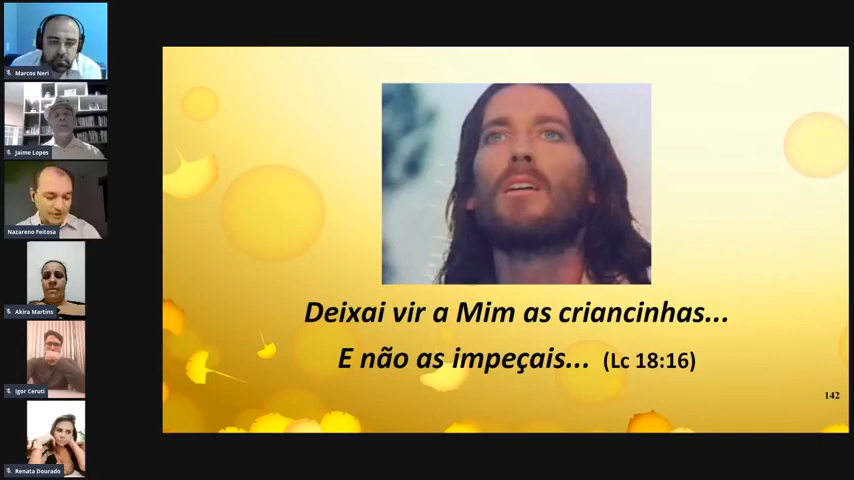 Marcos Neri
Jaime Lopes
Nazareno Feitosa
Akira Martins
Igor Ceruti
Renata Dourado
Deixai vir a Mim as criancinhas...
E não as impeçais... (Lc 18:16)
142